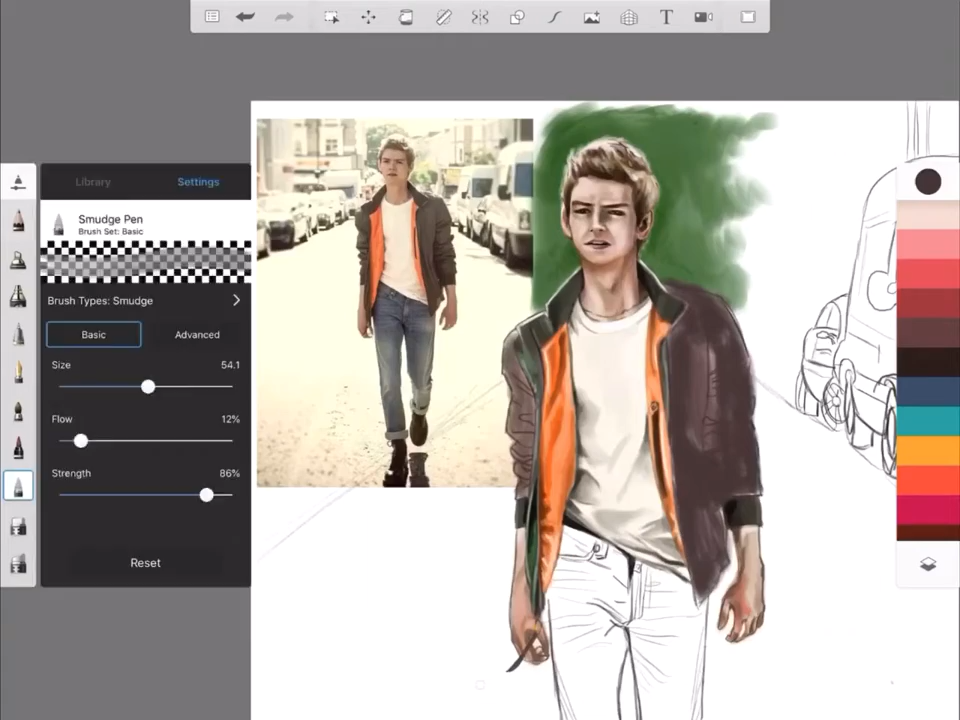 T
Library
Settings
Smudge Pen
Brush Set: Basic
Brush Types: Smudge
Basic
Advanced
Size
54.1
Flow
12%
Strength
86%
Reset